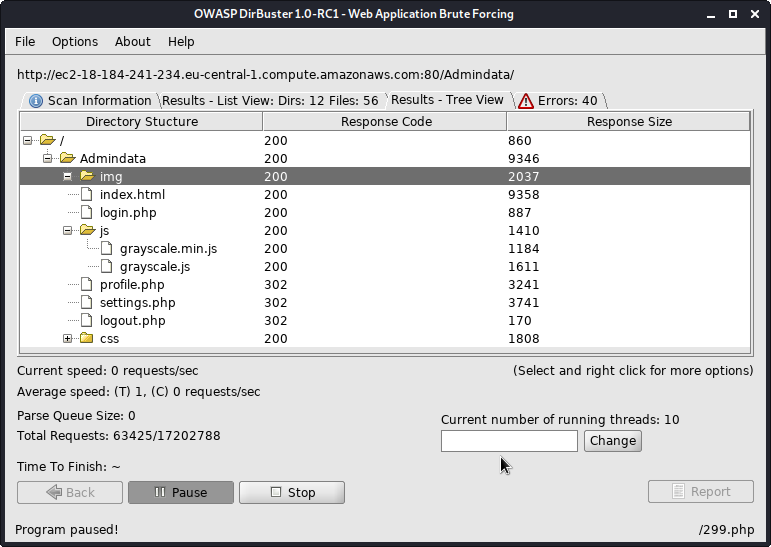 OWASP DirBuster 1.0-RC1 - Web Application Brute Forcing
File Options About Help
http://ec2-18-184-241-234.eu-central-1.compute.amazonaws.com:80/Admindata/
Scan Information Results - List View: Dirs: 12 Files: 56 Results - Tree View Errors: 40
Directory Stucture Response Code Response Size
/ 200 860
Admindata 200 9346
img 200 2037
index.html 200 9358
login.php 200 887
js 200 1410
grayscale.min.js 200 1184
grayscale.js 200 1611
profile.php 302 3241
settings.php 302 3741
logout.php 302 170
css 200 1808
Current speed: 0 requests/sec (Select and right click for more options)
Average speed: (T) 1, (C) 0 requests/sec
Parse Queue Size: 0 Current number of running threads: 10
Total Requests: 63425/17202788 Change
Time To Finish: ~
Back Pause Stop Report
Program paused! /299.php